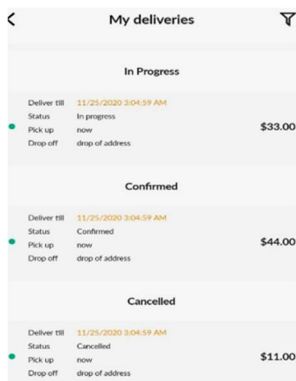 My deliveries
In Progress
Deliver till 11/25/2020 3:04:59 AM
Status In progress
Pick up now $33.00
Drop off drop of address
Confirmed
Deliver till 11/25/2020 3:04:59 AM
Status Confirmed
Pick up now $44.00
Drop off drop of address
Cancelled
Deliver till 11/25/2020 3:04:59 AM
Status Cancelled
Pick up now $11.00
Drop off drop of address